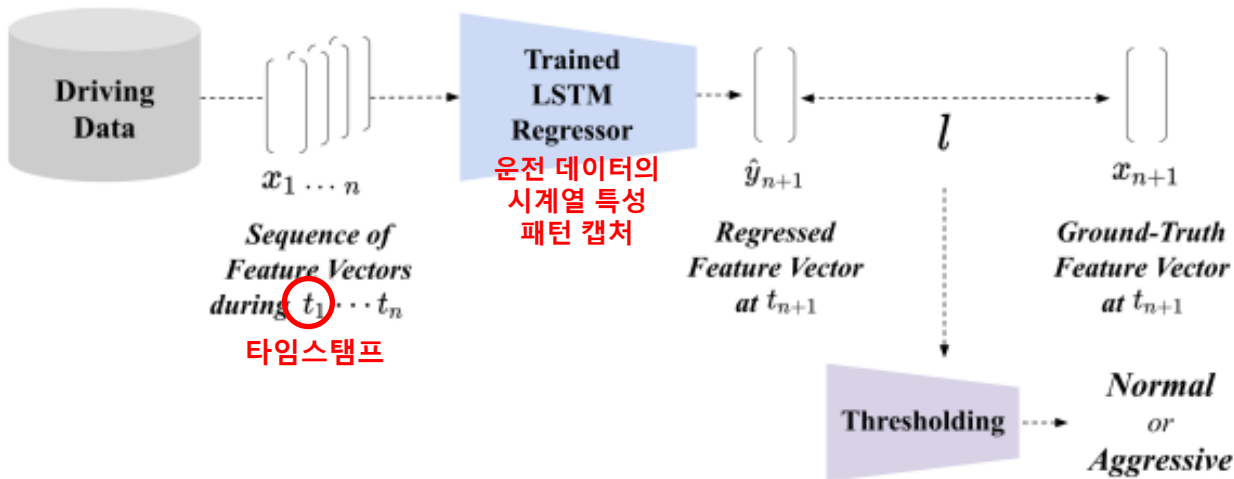 Driving
Data
x₁ … ₙ
Sequence of
Feature Vectors
during t₁ ⋯ tₙ
타임스탬프
Trained
LSTM
Regressor
운전 데이터의
시계열 특성
패턴 캡처
ŷₙ₊₁
Regressed
Feature Vector
at tₙ₊₁
l
xₙ₊₁
Ground-Truth
Feature Vector
at tₙ₊₁
Thresholding
Normal
or
Aggressive